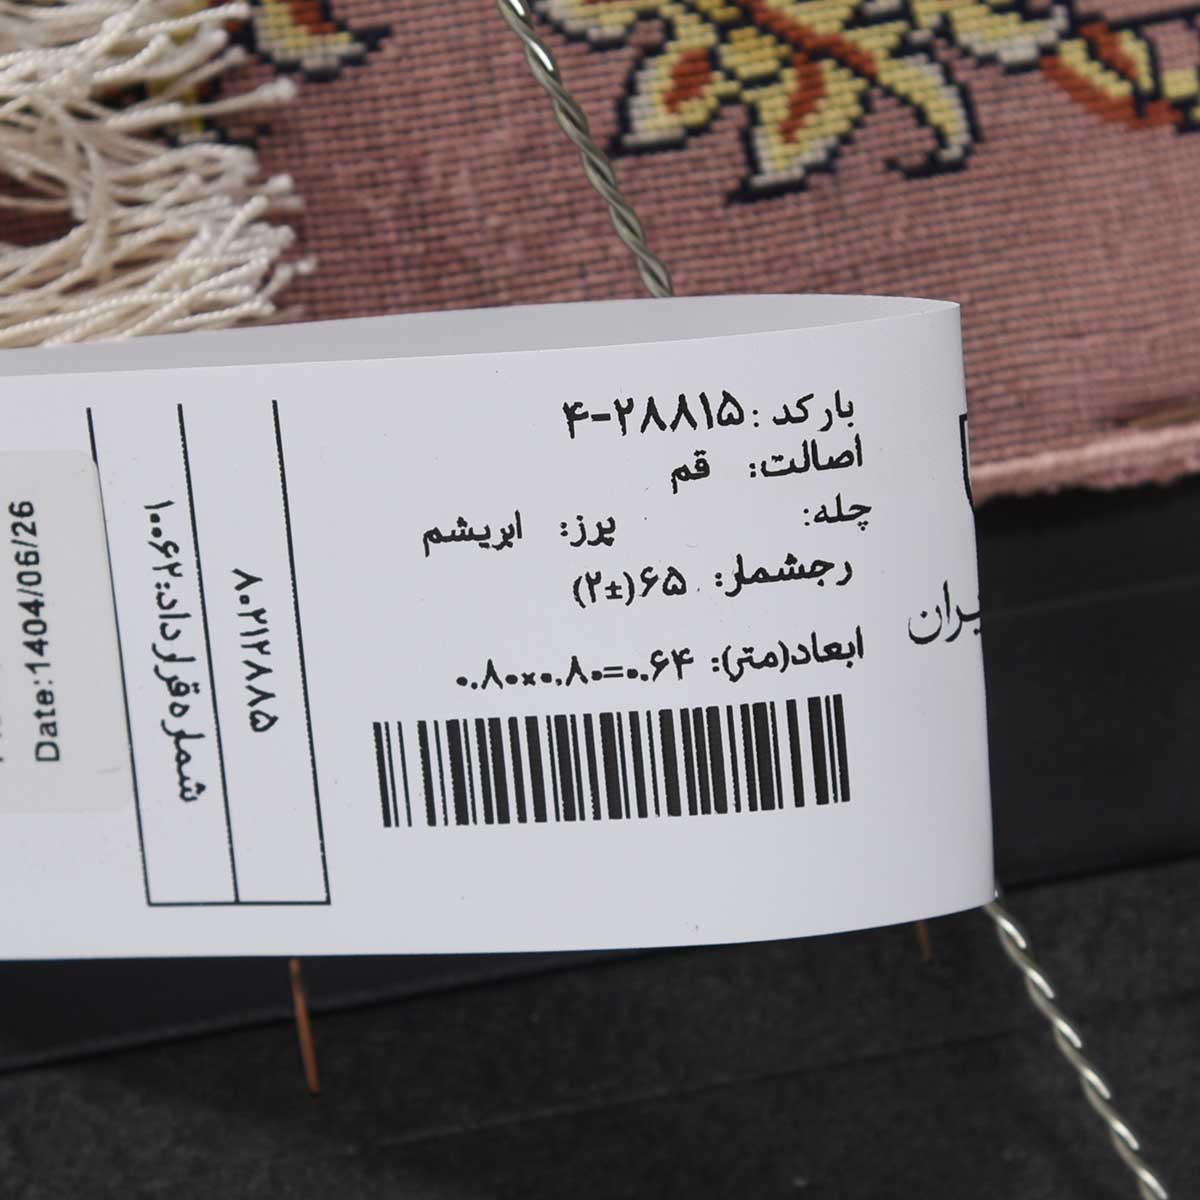 بارکد: ۴-۲۸۸۱۵
اصالت: قم
چله: پرز: ابریشم
رجشمار: ۶۵(±۲)
ابعاد(متر): ۰.۸۰×۰.۸۰=۰.۶۴
یران
۸۰۲۱۲۸۸۵
شماره قرارداد:۱۰۰۶۲
Date:1404/06/26